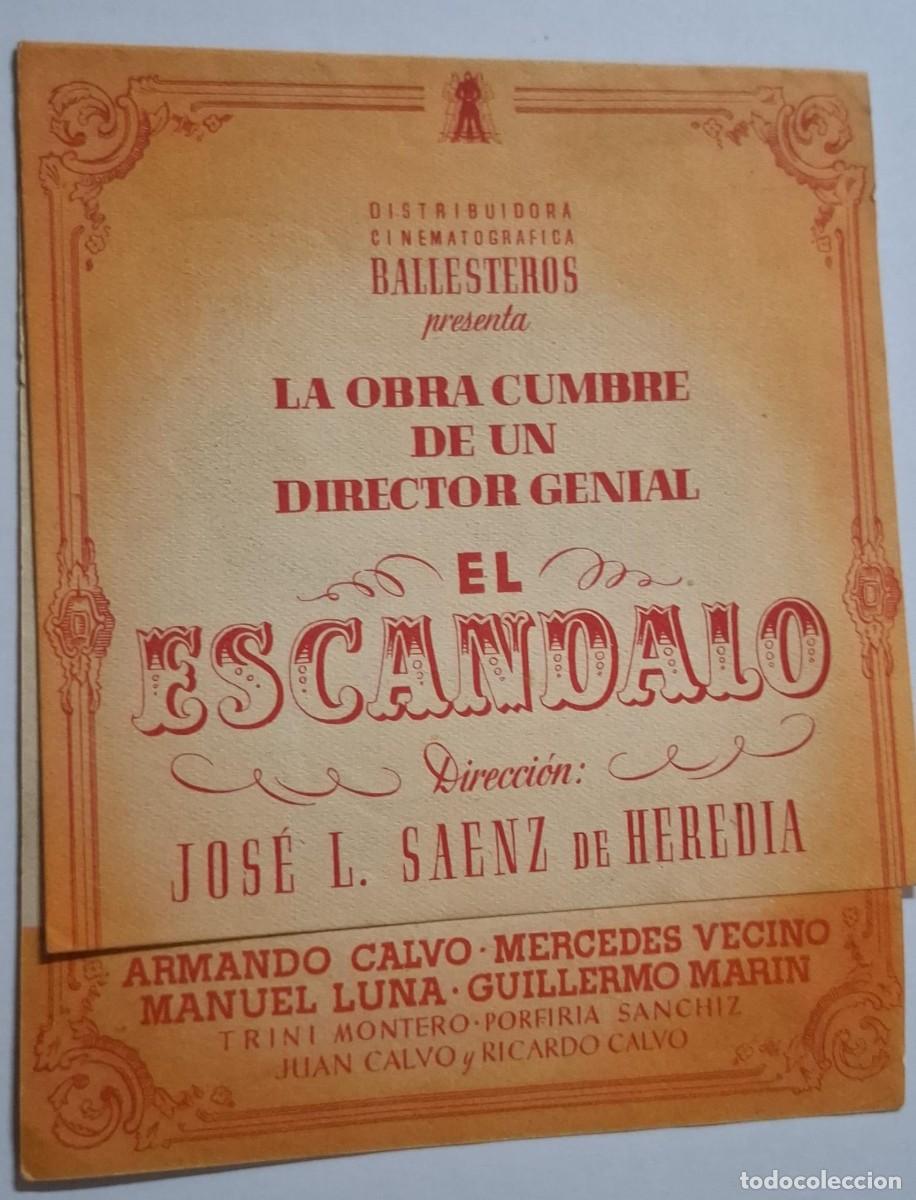 DISTRIBUIDORA
CINEMATOGRAFICA
BALLESTEROS
presenta
LA OBRA CUMBRE
DE UN
DIRECTOR GENIAL
EL
ESCANDALO
Dirección:
JOSÉ L. SAENZ DE HEREDIA
ARMANDO CALVO · MERCEDES VECINO
MANUEL LUNA · GUILLERMO MARIN
TRINI MONTERO · PORFIRIA SANCHIZ
JUAN CALVO y RICARDO CALVO
todocoleccion